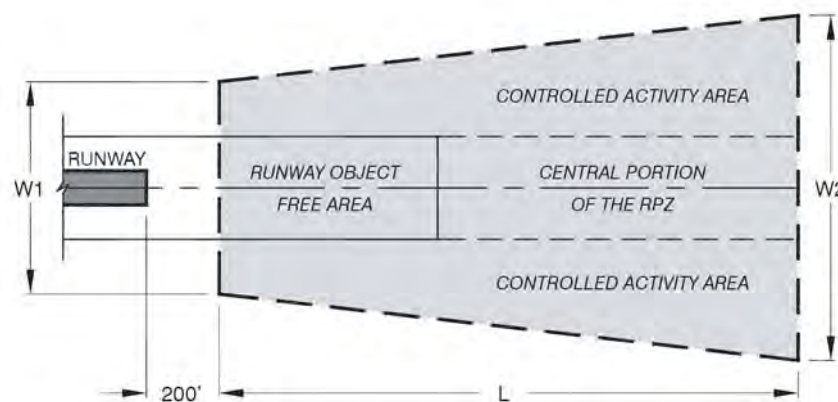 CONTROLLED ACTIVITY AREA
RUNWAY
W1
RUNWAY OBJECT
FREE AREA
CENTRAL PORTION
OF THE RPZ
W2
CONTROLLED ACTIVITY AREA
200'
L